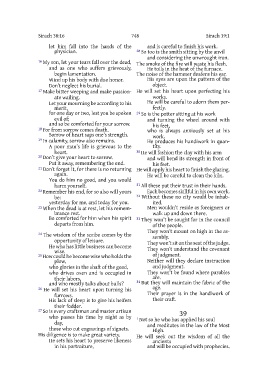 Sirach 38:16
748
Sirach 39:1
let him fall into the hands of the
physician.
16 My son, let your tears fall over the dead,
and as one who suffers grievously,
begin lamentation.
Wind up his body with due honor.
Don't neglect his burial.
17 Make bitter weeping and make passionate
wailing.
Let your mourning be according to his
merit,
for one day or two, lest you be spoken
evil of;
and so be comforted for your sorrow.
18 For from sorrow comes death.
Sorrow of heart saps one's strength.
19 In calamity, sorrow also remains.
A poor man's life is grievous to the
heart.
20 Don't give your heart to sorrow.
Put it away, remembering the end.
21 Don't forget it, for there is no returning
again.
You do him no good, and you would
harm yourself.
22 Remember his end, for so also will yours
be:
yesterday for me, and today for you.
23 When the dead is at rest, let his remembrance
rest.
Be comforted for him when his spirit
departs from him.
24 The wisdom of the scribe comes by the
opportunity of leisure.
He who has little business can become
wise.
25 How could he become wise who holds the
plow,
who glories in the shaft of the goad,
who drives oxen and is occupied in
their labors,
and who mostly talks about bulls?
26 He will set his heart upon turning his
furrows.
His lack of sleep is to give his heifers
their fodder.
27 So is every craftsman and master artisan
who passes his time by night as by
day,
those who cut engravings of signets.
His diligence is to make great variety.
He sets his heart to preserve likeness
in his portraiture,
and is careful to finish his work.
28 So too is the smith sitting by the anvil
and considering the unwrought iron.
The smoke of the fire will waste his flesh.
He toils in the heat of the furnace.
The noise of the hammer deafens his ear.
His eyes are upon the pattern of the
object.
He will set his heart upon perfecting his
works.
He will be careful to adorn them perfectly.
29 So is the potter sitting at his work
and turning the wheel around with
his feet,
who is always anxiously set at his
work.
He produces his handiwork in quantity.
30 He will fashion the clay with his arm
and will bend its strength in front of
his feet.
He will apply his heart to finish the glazing.
He will be careful to clean the kiln.
31 All these put their trust in their hands.
Each becomes skillful in his own work.
32 Without these no city would be inhabited.
Men wouldn't reside as foreigners or
walk up and down there.
33 They won't be sought for in the council
of the people.
They won't mount on high in the assembly.
They won't sit on the seat of the judge.
They won't understand the covenant
of judgment.
Neither will they declare instruction
and judgment.
They won't be found where parables
are.
34 But they will maintain the fabric of the
age.
Their prayer is in the handiwork of
their craft.
39
1 Not so he who has applied his soul
and meditates in the law of the Most
High.
He will seek out the wisdom of all the
ancients
and will be occupied with prophecies.